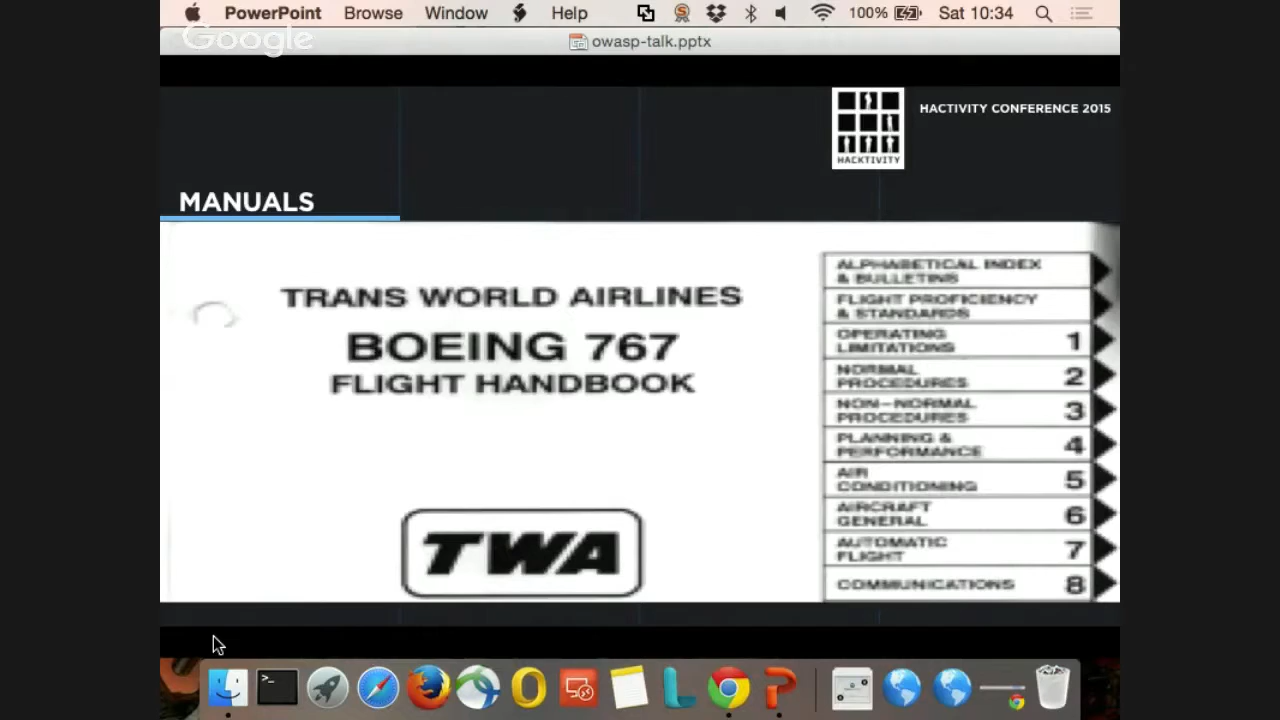 PowerPoint Browse Window Help 100% Sat 10:34
Google
owasp-talk.pptx
HACKTIVITY
HACTIVITY CONFERENCE 2015
MANUALS
TRANS WORLD AIRLINES
BOEING 767
FLIGHT HANDBOOK
TWA
ALPHABETICAL INDEX
& BULLETINS
FLIGHT PROFICIENCY
& STANDARDS
OPERATING
LIMITATIONS 1
NORMAL
PROCEDURES 2
NON-NORMAL
PROCEDURES 3
PLANNING &
PERFORMANCE 4
AIR
CONDITIONING 5
AIRCRAFT
GENERAL 6
AUTOMATIC
FLIGHT 7
COMMUNICATIONS 8